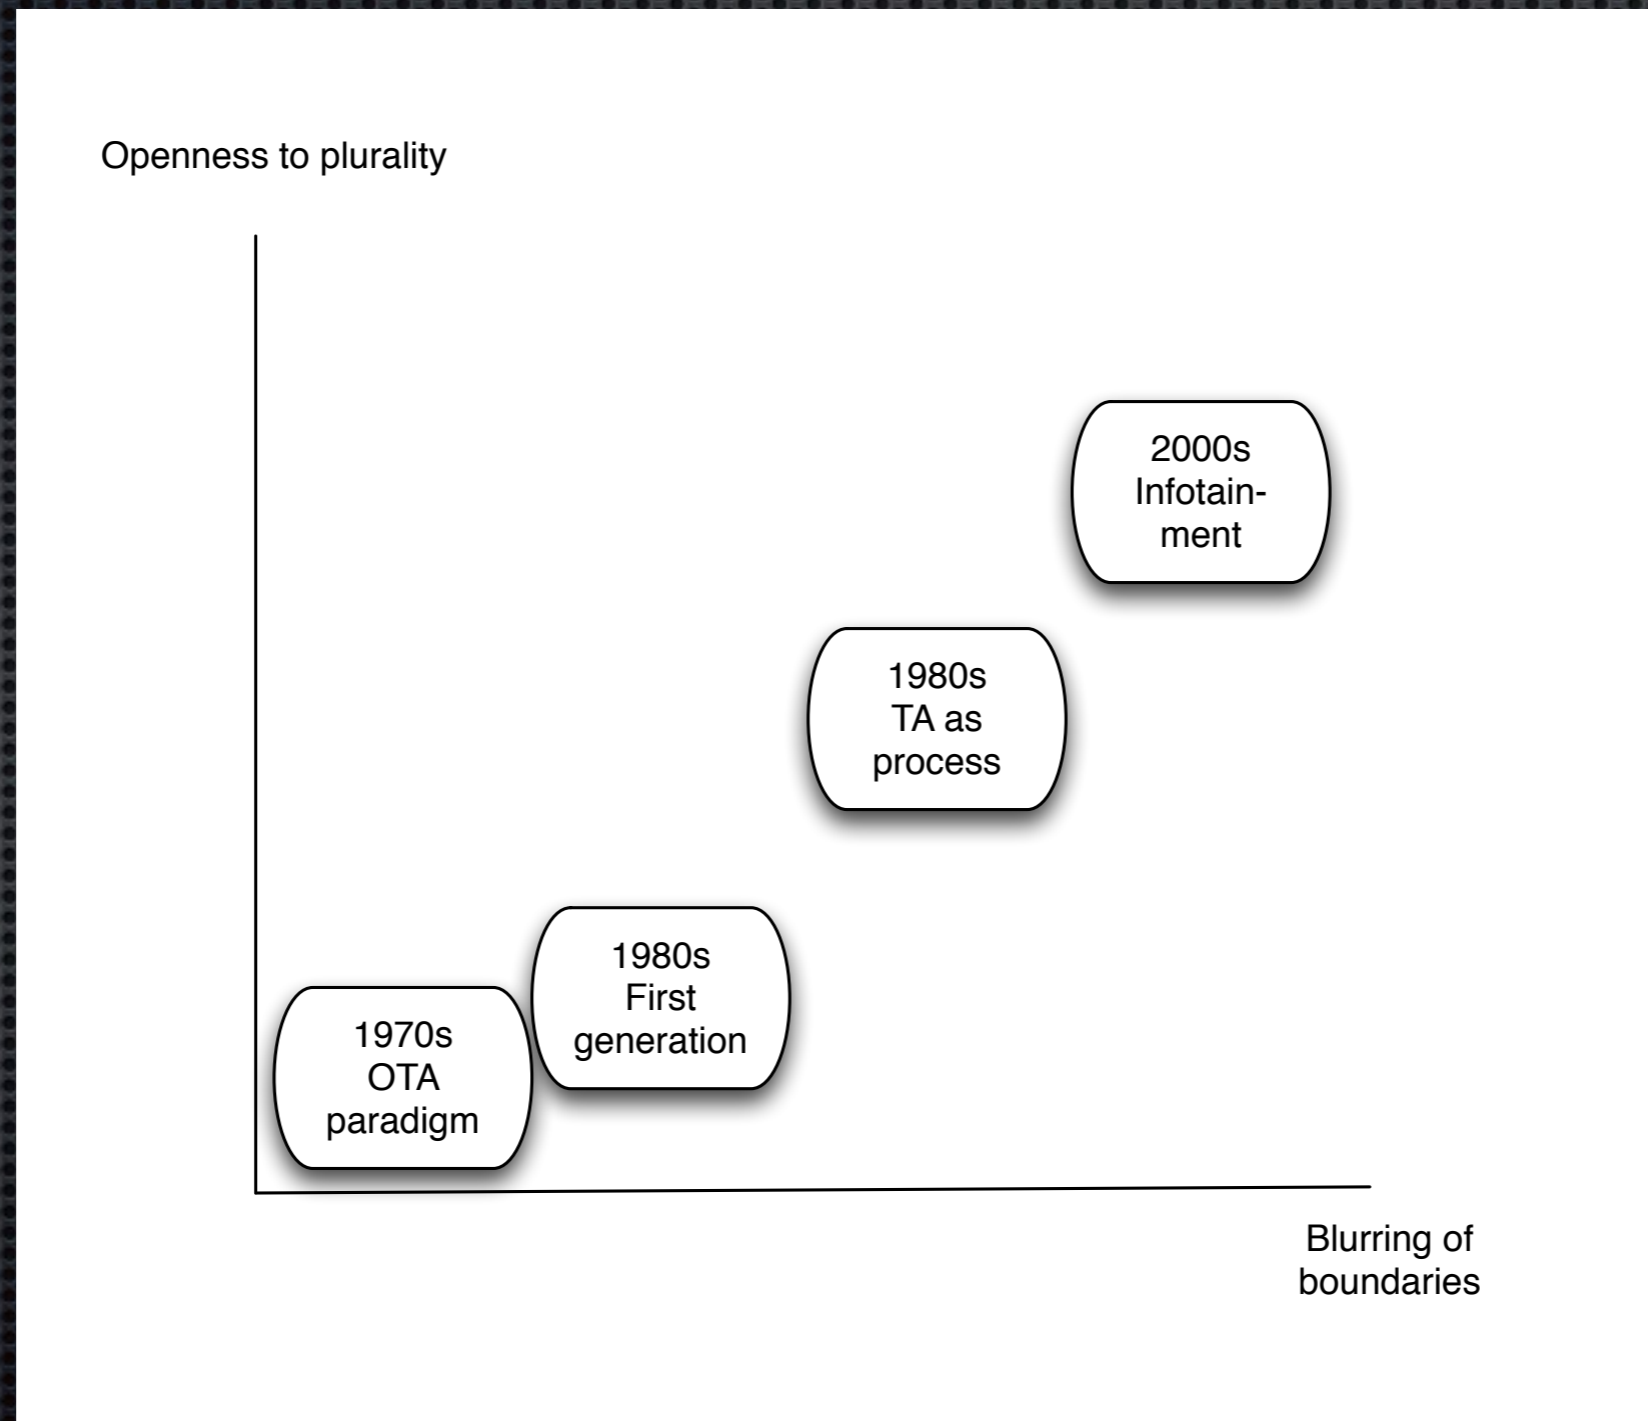 Openness to plurality
2000s
Infotain-
ment
1980s
TA as
process
1980s
First
generation
1970s
OTA
paradigm
Blurring of
boundaries